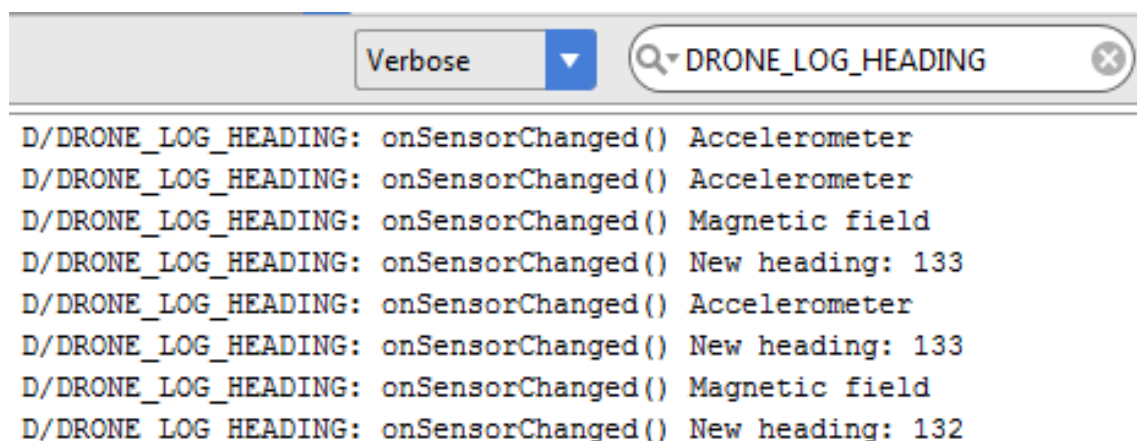 Verbose DRONE_LOG_HEADING
D/DRONE_LOG_HEADING: onSensorChanged() Accelerometer
D/DRONE_LOG_HEADING: onSensorChanged() Accelerometer
D/DRONE_LOG_HEADING: onSensorChanged() Magnetic field
D/DRONE_LOG_HEADING: onSensorChanged() New heading: 133
D/DRONE_LOG_HEADING: onSensorChanged() Accelerometer
D/DRONE_LOG_HEADING: onSensorChanged() New heading: 133
D/DRONE_LOG_HEADING: onSensorChanged() Magnetic field
D/DRONE_LOG_HEADING: onSensorChanged() New heading: 132